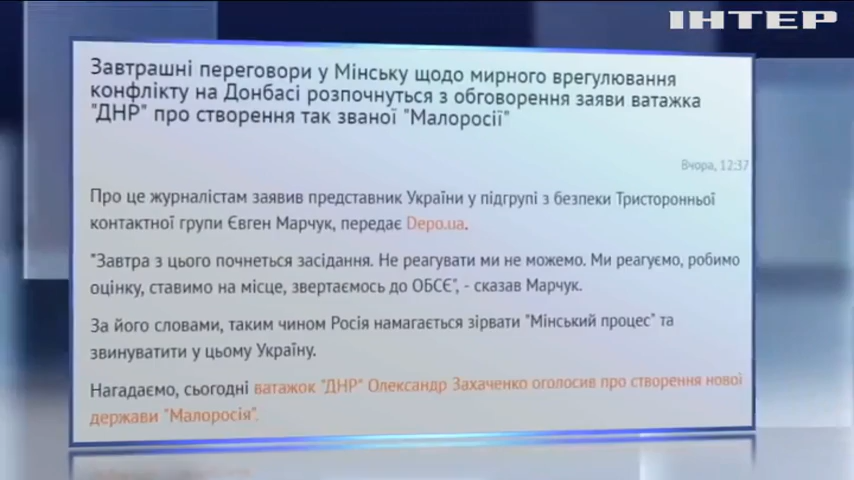 ІНТЕР
Завтрашні переговори у Мінську щодо мирного врегулювання
конфлікту на Донбасі розпочнуться з обговорення заяви ватажка
"ДНР" про створення так званої "Малоросії"
Вчора, 12:37
Про це журналістам заявив представник України у підгрупі з безпеки Тристоронньої
контактної групи Євген Марчук, передає Depo.ua.
"Завтра з цього почнеться засідання. Не реагувати ми не можемо. Ми реагуємо, робимо
оцінку, ставимо на місце, звертаємось до ОБСЄ", - сказав Марчук.
За його словами, таким чином Росія намагається зірвати "Мінський процес" та
звинуватити у цьому Україну.
Нагадаємо, сьогодні ватажок "ДНР" Олександр Захаченко оголосив про створення нової
держави "Малоросія".